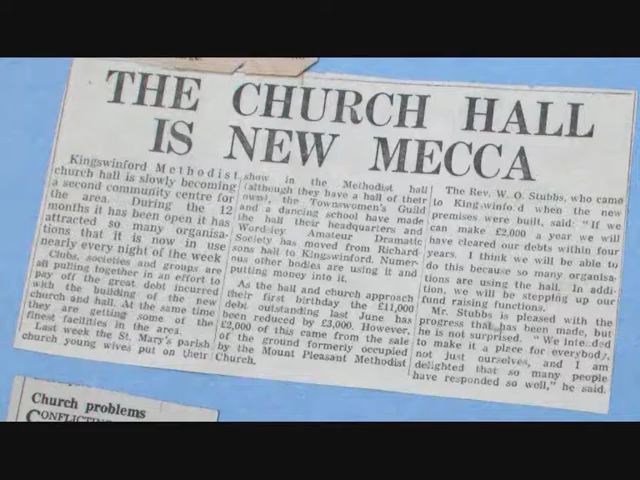 THE CHURCH HALL
IS NEW MECCA
Kingswinford Methodist
church hall is slowly becoming
a second community centre for
the area. During the 12
months it has been open it has
attracted so many organisa-
tions that it is now in use
nearly every night of the week
Clubs, societies and groups are
all pulling together in an effort to
pay off the great debt incurred
with the building of the new
church and hall. At the same time
they are getting some of the
finest facilities in the area.
Last week the St. Mary's parish
church young wives put on their
show in the Methodist hall
(although they have a hall of their
own), the Townswomen's Guild
and a dancing school have made
the hall their headquarters and
Wordsley Amateur Dramatic
Society has moved from Richard-
sons hall to Kingswinford. Numer-
ous other bodies are using it and
putting money into it.
As the hall and church approach
their first birthday the £11,000
debt outstanding last June has
been reduced by £3,000. However,
£2,000 of this came from the sale
of the ground formerly occupied
by the Mount Pleasant Methodist
Church.
The Rev. W. O. Stubbs, who came
to Kingswinford when the new
premises were built, said: "If we
can make £2,000 a year we will
have cleared our debts within four
years. I think we will be able to
do this because so many organisa-
tions are using the hall. In addi-
tion, we will be stepping up our
fund raising functions.
Mr. Stubbs is pleased with the
progress that has been made, but
he is not surprised. "We intended
to make it a place for everybody,
not just ourselves, and I am
delighted that so many people
have responded so well," he said.
Church problems
CONFLICTING